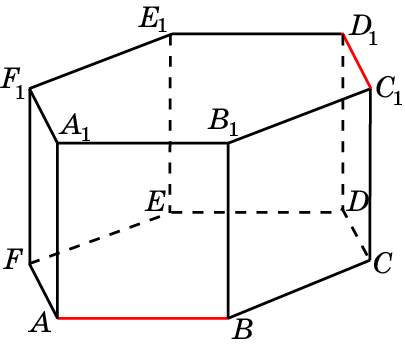 E₁ D₁
F₁ C₁
A₁ B₁
E D
F C
A B